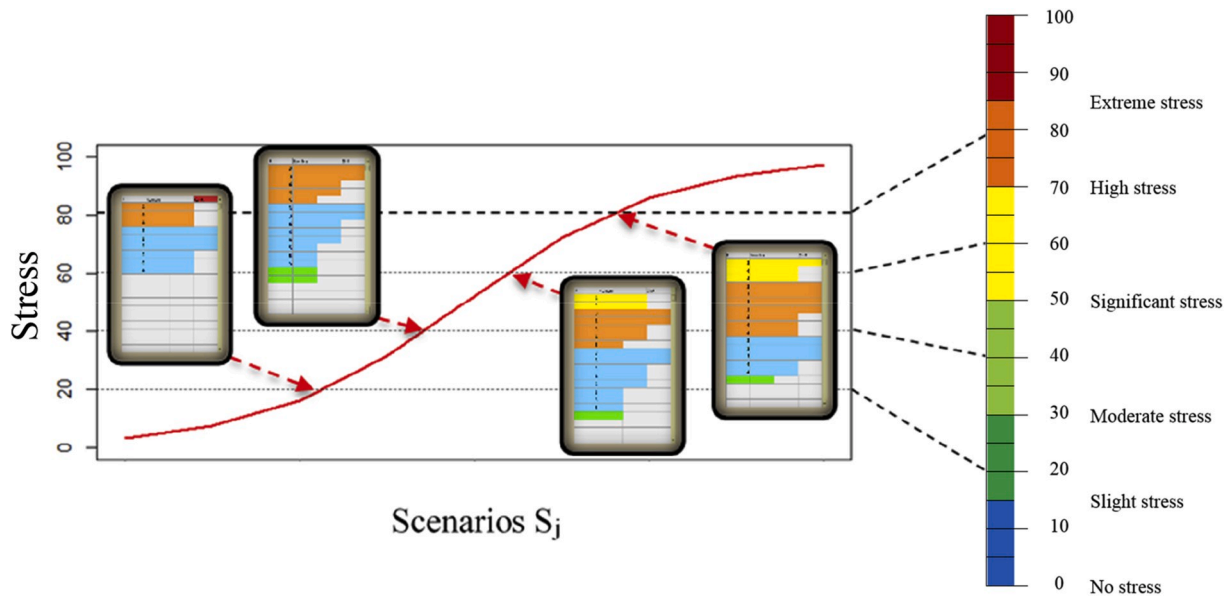 Stress
100
80
60
40
20
0
Scenarios Sj
100
90
Extreme stress
80
High stress
70
60
Significant stress
50
40
Moderate stress
30
20
Slight stress
10
0
No stress